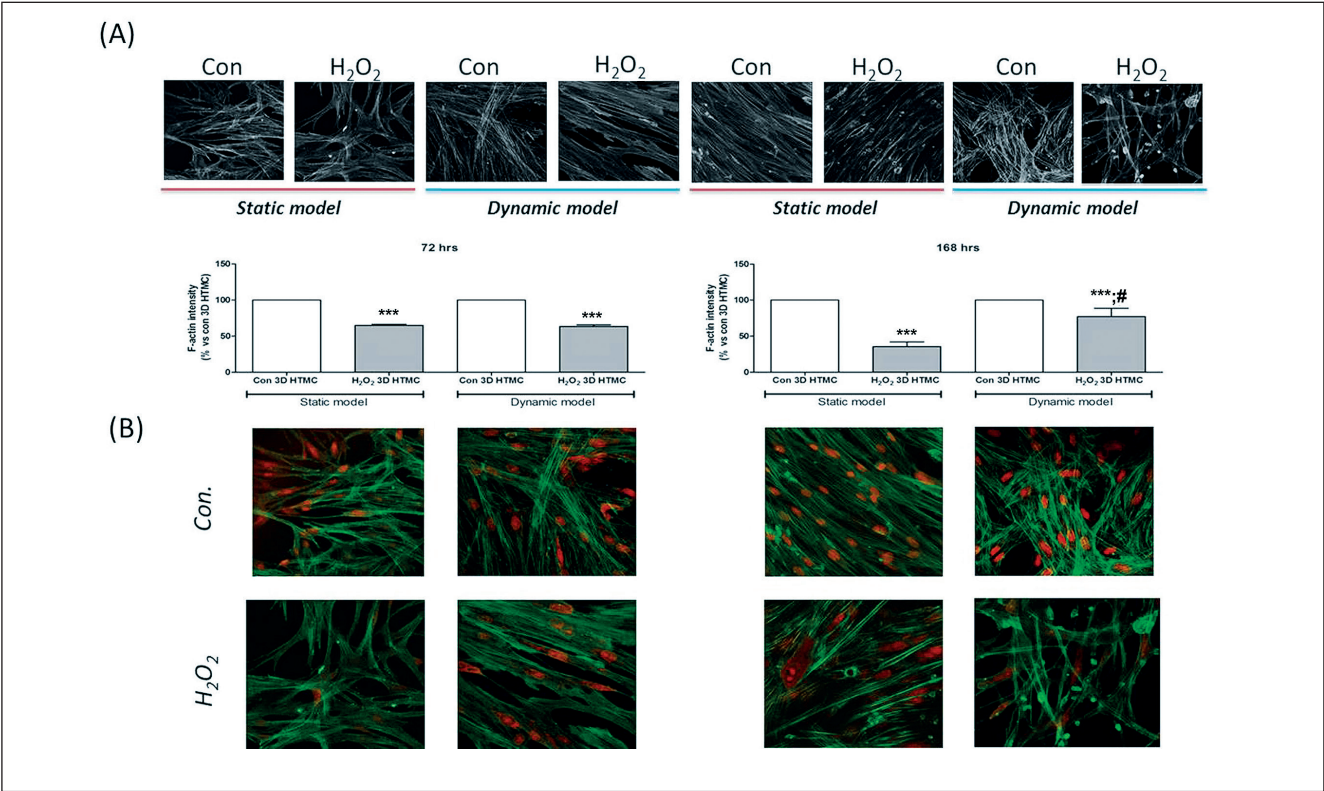 (A)
Con H₂O₂ Con H₂O₂ Con H₂O₂ Con H₂O₂
Static model Dynamic model Static model Dynamic model
72 hrs
F-actin intensity
(% vs con 3D HTMC)
150
100
50
0
*** ***
Con 3D HTMC H₂O₂ 3D HTMC Con 3D HTMC H₂O₂ 3D HTMC
Static model Dynamic model
168 hrs
F-actin intensity
(% vs con 3D HTMC)
150
100
50
0
*** ***;#
Con 3D HTMC H₂O₂ 3D HTMC Con 3D HTMC H₂O₂ 3D HTMC
Static model Dynamic model
(B)
Con.
H₂O₂